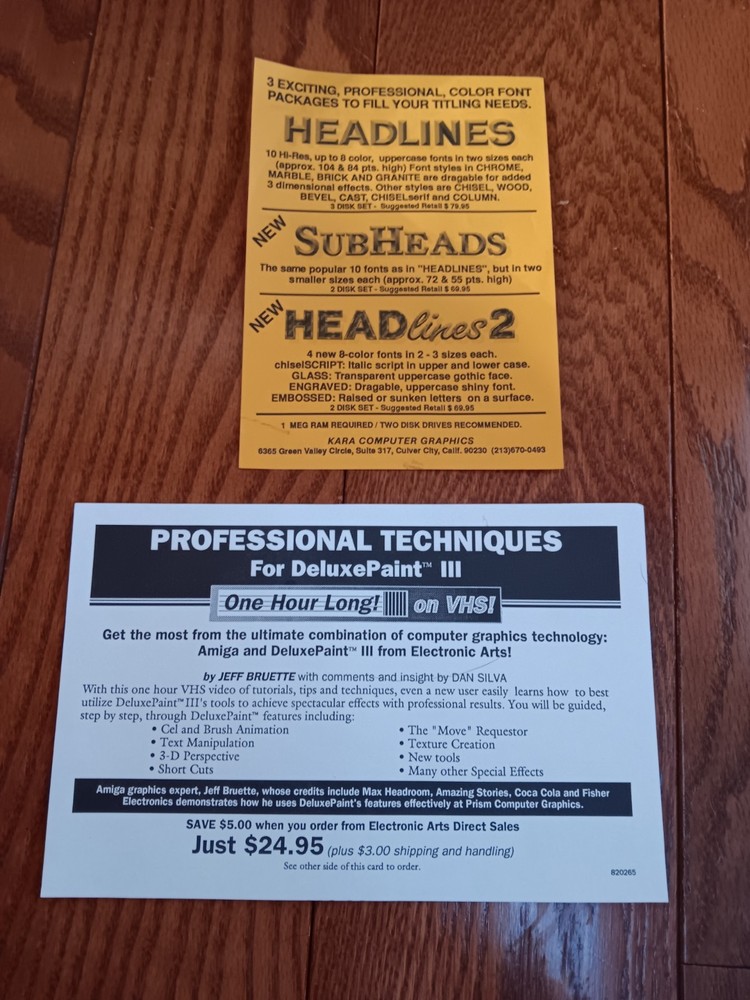 3 EXCITING, PROFESSIONAL, COLOR FONT
PACKAGES TO FILL YOUR TITLING NEEDS.
HEADLINES
10 Hi-Res, up to 8 color, uppercase fonts in two sizes each
(approx. 104 & 84 pts. high) Font styles in CHROME,
MARBLE, BRICK AND GRANITE are dragable for added
3 dimensional effects. Other styles are CHISEL, WOOD,
BEVEL, CAST, CHISELserif and COLUMN.
3 DISK SET - Suggested Retail $ 79.95
NEW
SUBHEADS
The same popular 10 fonts as in "HEADLINES", but in two
smaller sizes each (approx. 72 & 55 pts. high)
2 DISK SET - Suggested Retail $ 69.95
NEW
HEADlines 2
4 new 8-color fonts in 2 - 3 sizes each.
chiselSCRIPT: Italic script in upper and lower case.
GLASS: Transparent uppercase gothic face.
ENGRAVED: Dragable, uppercase shiny font.
EMBOSSED: Raised or sunken letters on a surface.
2 DISK SET - Suggested Retail $ 69.95
1 MEG RAM REQUIRED / TWO DISK DRIVES RECOMMENDED.
KARA COMPUTER GRAPHICS
6365 Green Valley Circle, Suite 317, Culver City, Calif. 90230 (213)670-0493
PROFESSIONAL TECHNIQUES
For DeluxePaint™ III
One Hour Long! on VHS!
Get the most from the ultimate combination of computer graphics technology:
Amiga and DeluxePaint™ III from Electronic Arts!
by JEFF BRUETTE with comments and insight by DAN SILVA
With this one hour VHS video of tutorials, tips and techniques, even a new user easily learns how to best
utilize DeluxePaint™ III's tools to achieve spectacular effects with professional results. You will be guided,
step by step, through DeluxePaint™ features including:
• Cel and Brush Animation
• Text Manipulation
• 3-D Perspective
• Short Cuts
• The "Move" Requestor
• Texture Creation
• New tools
• Many other Special Effects
Amiga graphics expert, Jeff Bruette, whose credits include Max Headroom, Amazing Stories, Coca Cola and Fisher
Electronics demonstrates how he uses DeluxePaint's features effectively at Prism Computer Graphics.
SAVE $5.00 when you order from Electronic Arts Direct Sales
Just $24.95 (plus $3.00 shipping and handling)
See other side of this card to order.
820265